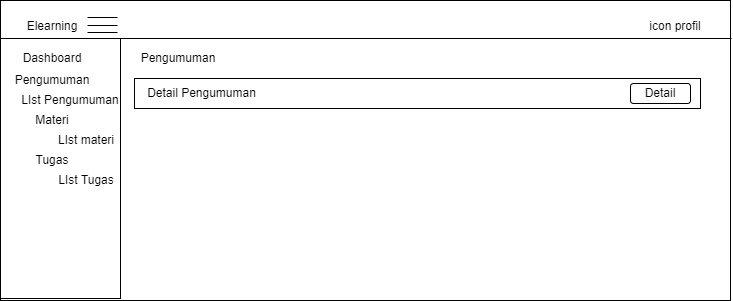 Elearning
icon profil
Dashboard
Pengumuman
LIst Pengumuman
Materi
LIst materi
Tugas
LIst Tugas
Pengumuman
Detail Pengumuman
Detail